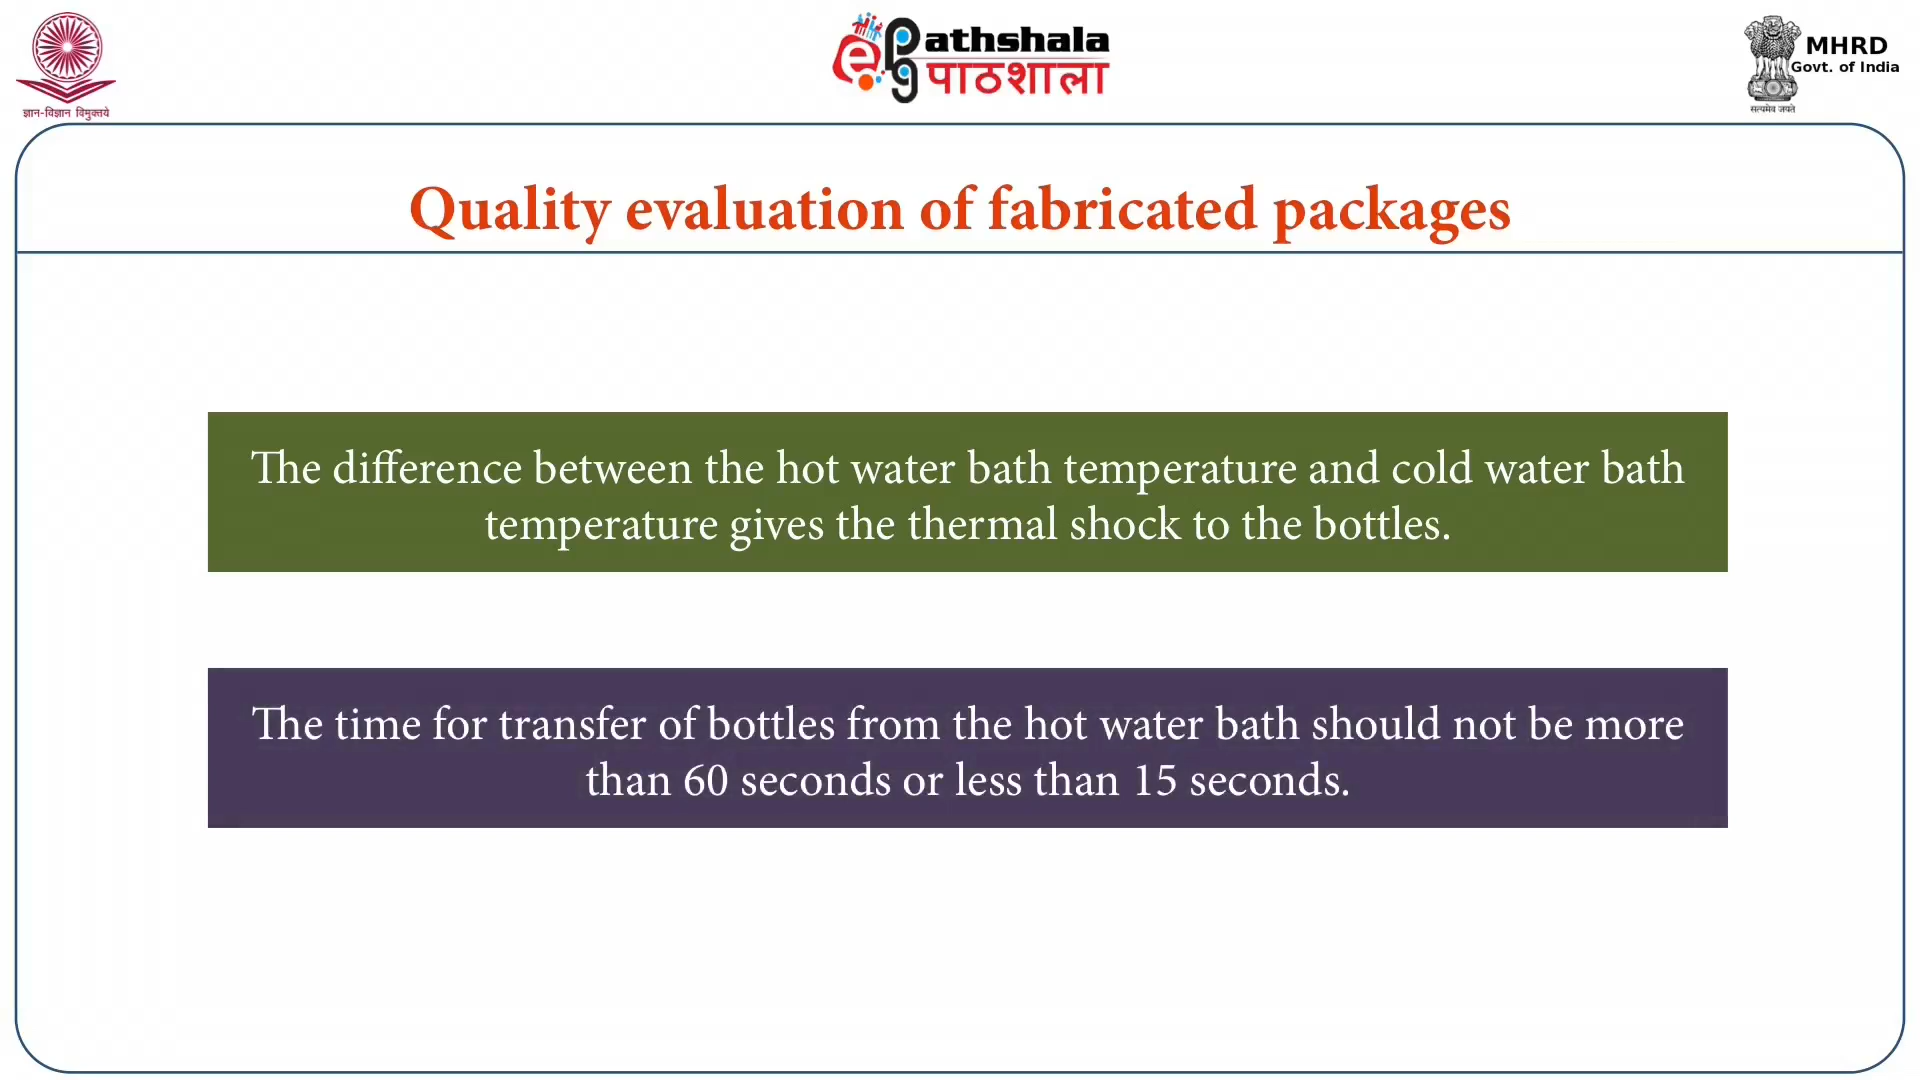 ज्ञान-विज्ञान विमुक्तये
e
pg
athshala
पाठशाला
MHRD
Govt. of India
सत्यमेव जयते
Quality evaluation of fabricated packages
The difference between the hot water bath temperature and cold water bath
temperature gives the thermal shock to the bottles.
The time for transfer of bottles from the hot water bath should not be more
than 60 seconds or less than 15 seconds.